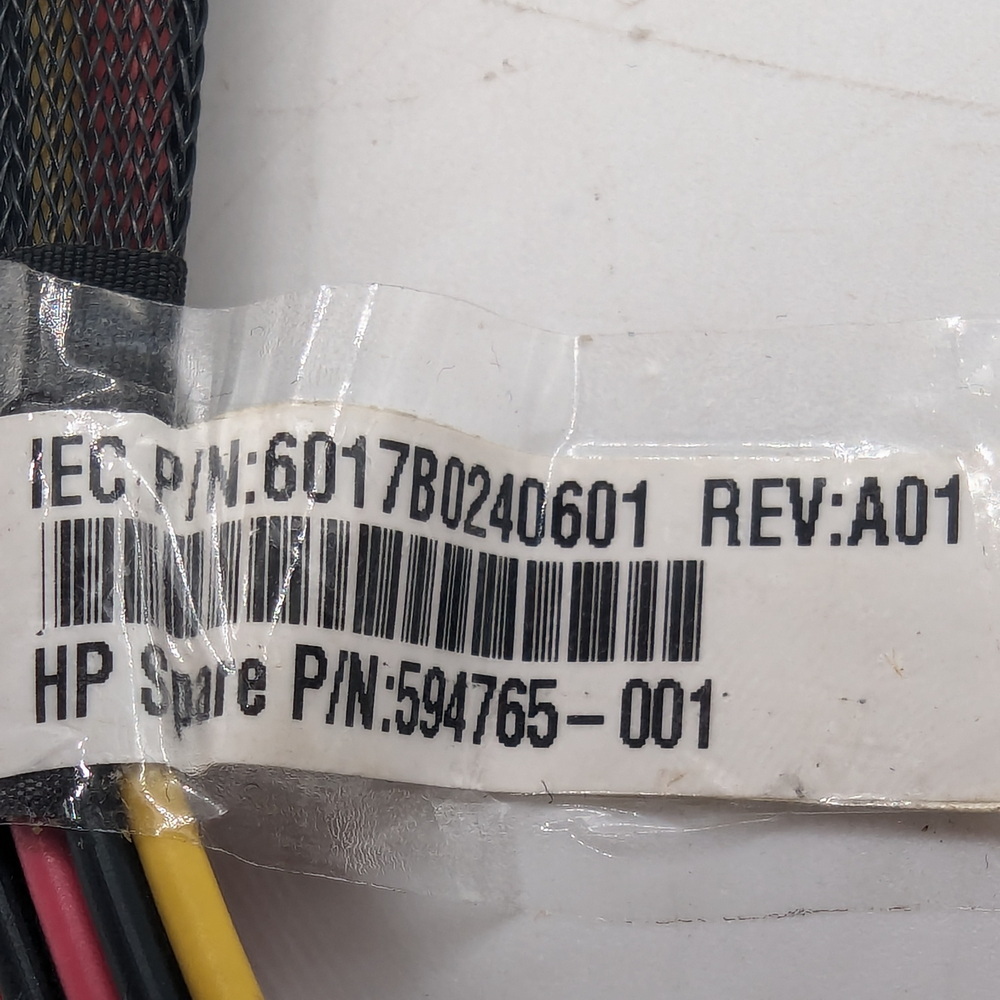 IEC P/N:6017B0240601 REV:A01
HP Spare P/N:594765-001